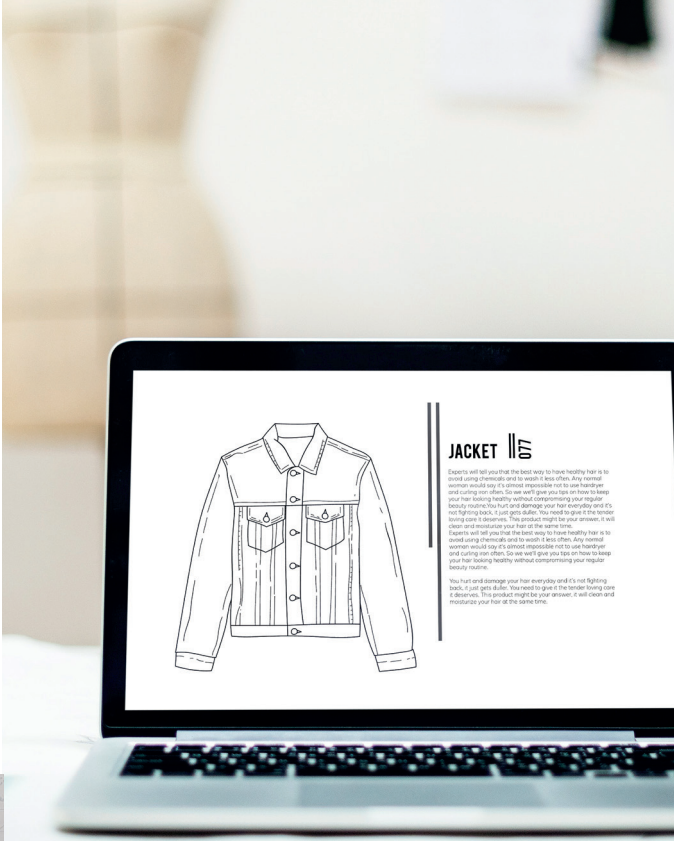 JACKET 077
Experts will tell you that the best way to have healthy hair is to
avoid using chemicals and to wash it less often. Any normal
woman would say it's almost impossible not to use hairdryer
and curling iron often. So we we'll give you tips on how to keep
your hair looking healthy without compromising your regular
beauty routine.You hurt and damage your hair everyday and it's
not fighting back, it just gets duller. You need to give it the tender
loving care it deserves. This product might be your answer, it will
clean and moisturize your hair at the same time.
Experts will tell you that the best way to have healthy hair is to
avoid using chemicals and to wash it less often. Any normal
woman would say it's almost impossible not to use hairdryer
and curling iron often. So we we'll give you tips on how to keep
your hair looking healthy without compromising your regular
beauty routine.
You hurt and damage your hair everyday and it's not fighting
back, it just gets duller. You need to give it the tender loving care
it deserves. This product might be your answer, it will clean and
moisturize your hair at the same time.